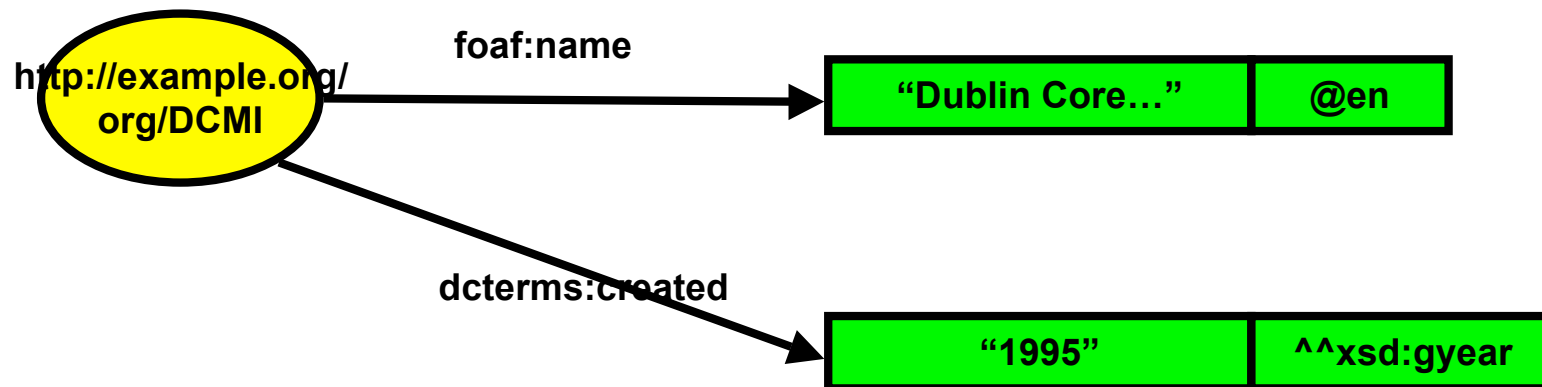 foaf:name
http://example.org/
org/DCMI
“Dublin Core…” @en
dcterms:created
“1995” ^^xsd:gyear